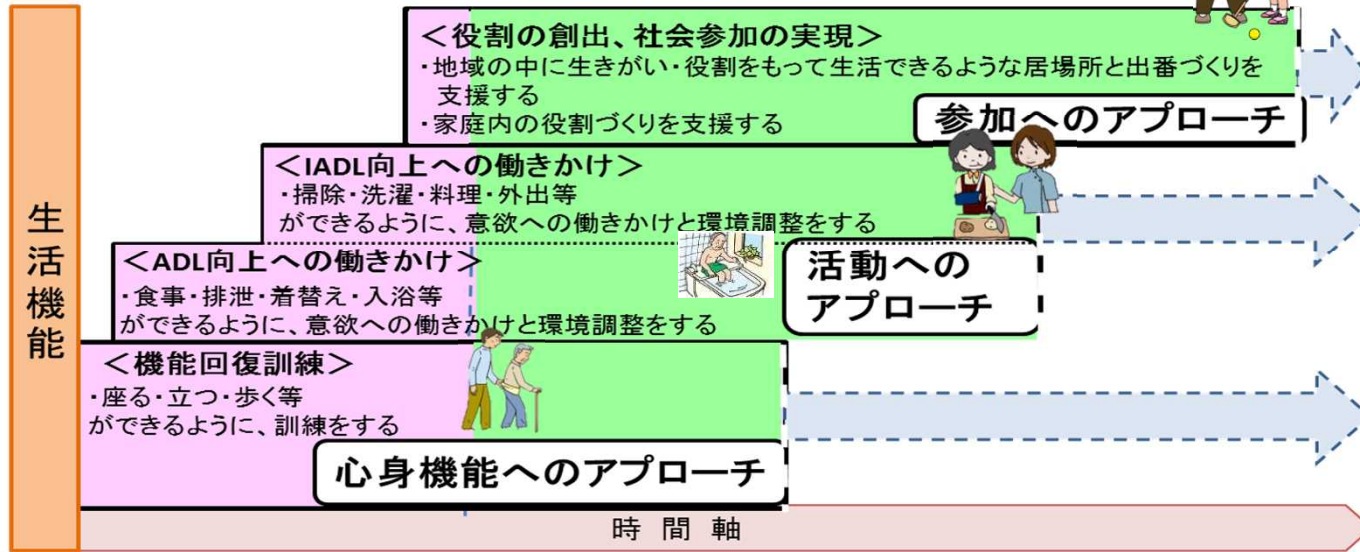 <役割の創出、社会参加の実現>
・地域の中に生きがい・役割をもって生活できるような居場所と出番づくりを
支援する
・家庭内の役割づくりを支援する
参加へのアプローチ
<IADL向上への働きかけ>
・掃除・洗濯・料理・外出等
ができるように、意欲への働きかけと環境調整をする
生活機能
<ADL向上への働きかけ>
・食事・排泄・着替え・入浴等
ができるように、意欲への働きかけと環境調整をする
活動への
アプローチ
<機能回復訓練>
・座る・立つ・歩く等
ができるように、訓練をする
心身機能へのアプローチ
時間軸